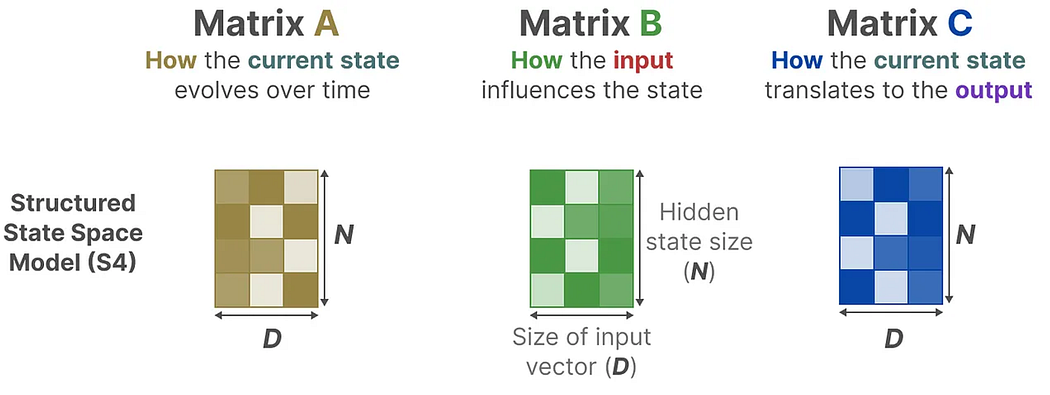 Matrix A
How the current state
evolves over time
Matrix B
How the input
influences the state
Matrix C
How the current state
translates to the output
Structured
State Space
Model (S4)
N
D
Hidden
state size
(N)
Size of input
vector (D)
N
D